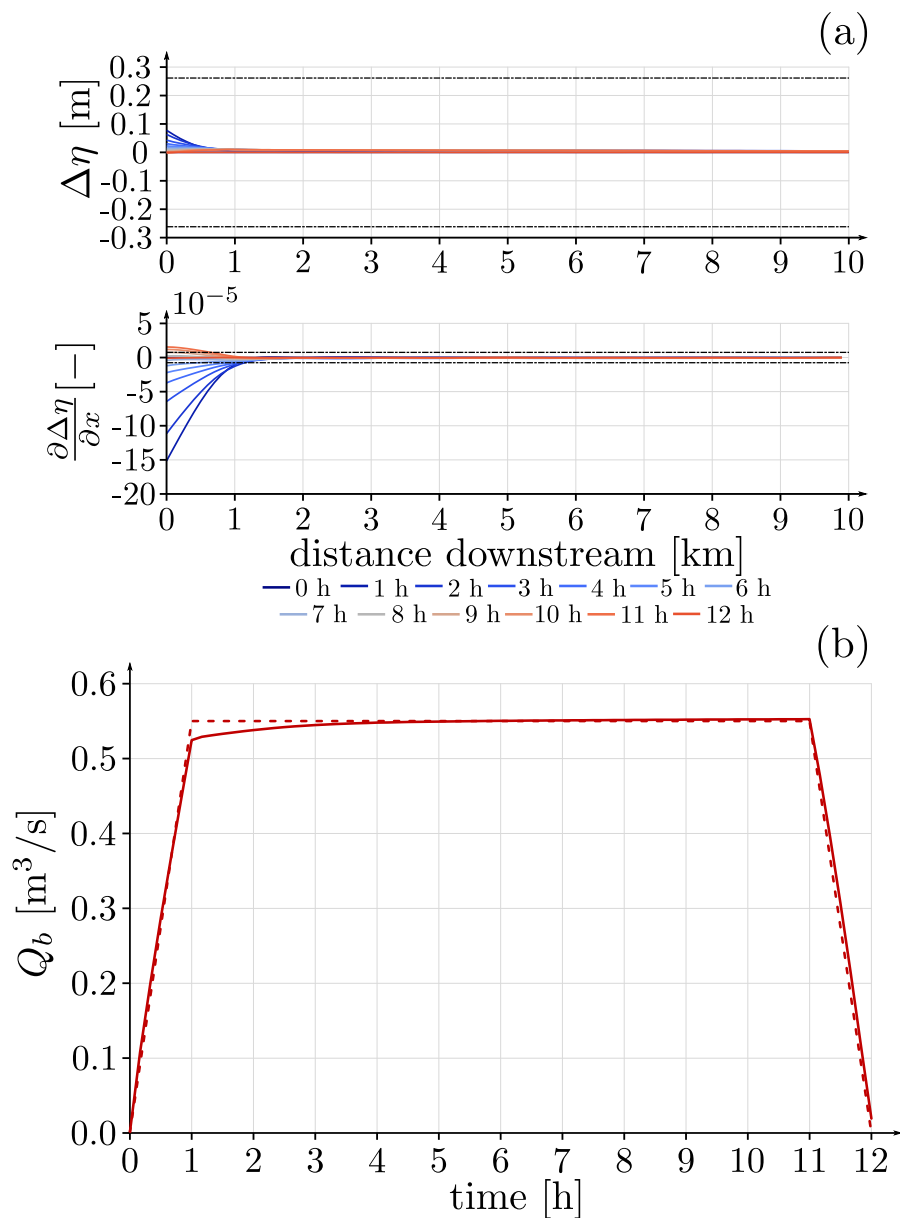 (a)
Δη [m]
0.3
0.2
0.1
0
-0.1
-0.2
-0.3
0 1 2 3 4 5 6 7 8 9 10
10⁻⁵
∂Δη/∂x [−]
5
0
-5
-10
-15
-20
0 1 2 3 4 5 6 7 8 9 10
distance downstream [km]
0 h 1 h 2 h 3 h 4 h 5 h 6 h
7 h 8 h 9 h 10 h 11 h 12 h
(b)
Q_b [m³/s]
0.6
0.5
0.4
0.3
0.2
0.1
0.0
0 1 2 3 4 5 6 7 8 9 10 11 12
time [h]